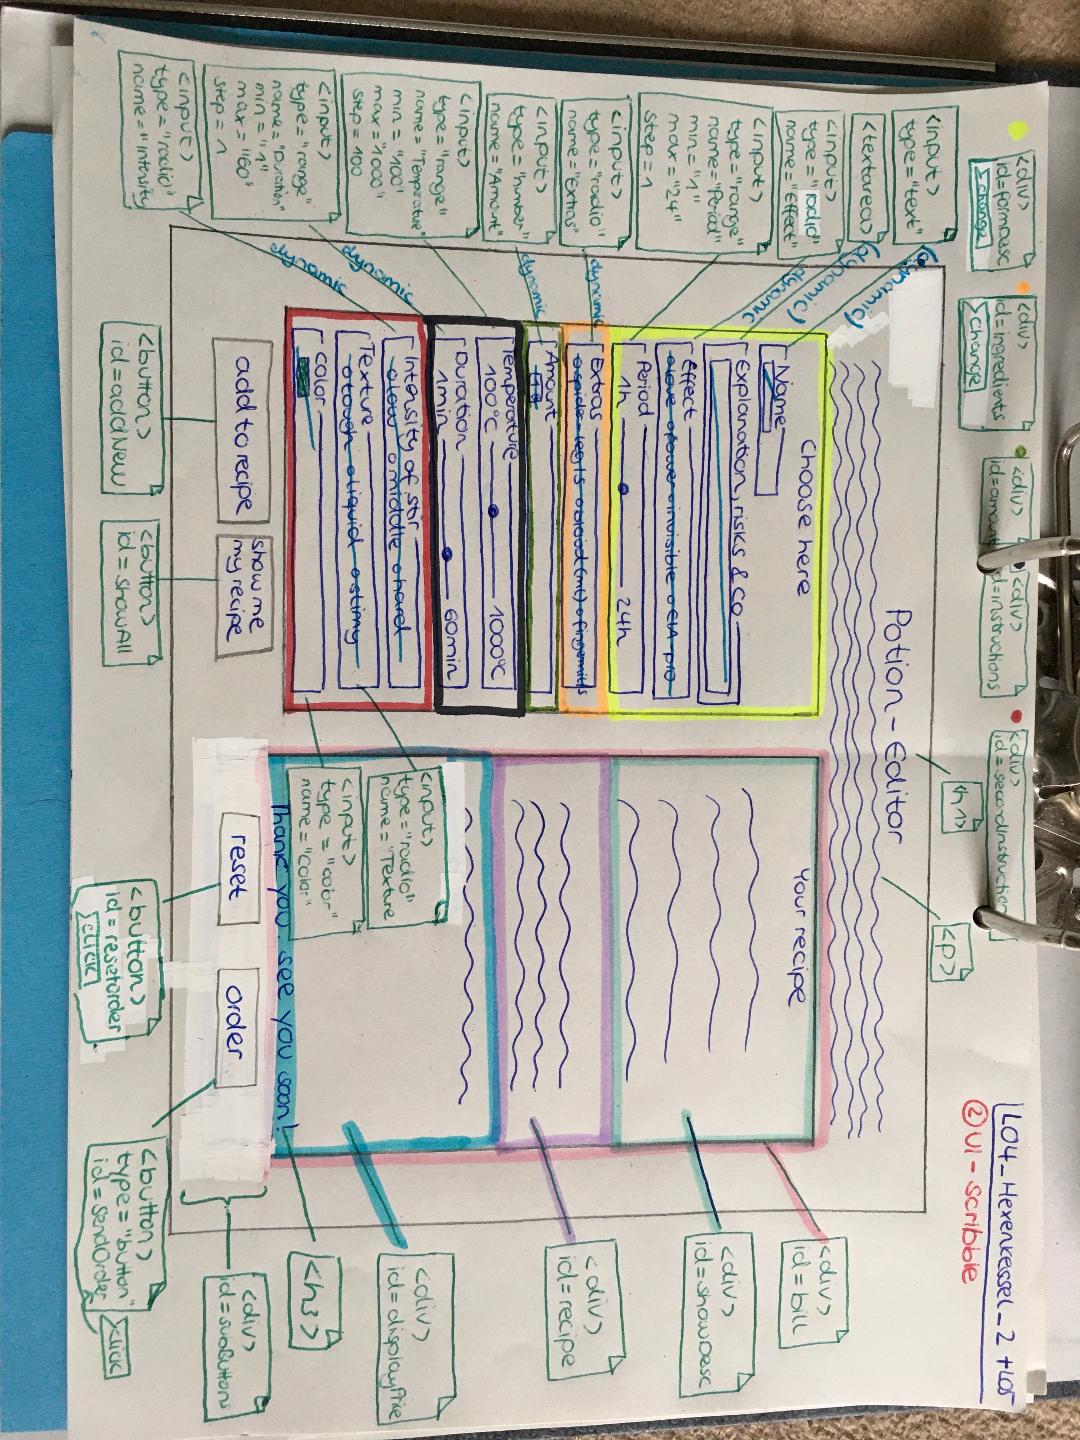 <div>
id=formDesc
change
<div>
id=ingredients
change
<div>
id=amount
<div>
id=instructions
<div>
id=secondInstruction
L04_Hexenkessel_2 +L05
② UI - Scribble
<h1>
<p>
Potion-Editor
<input>
type="text"
(dynamic)
<textarea>
(dynamic)
<input>
type="radio"
name="Effect"
dynamic
<input>
type="range"
name="Period"
min="1"
max="24"
step=1
<input>
type="radio"
name="Extras"
dynamic
<input>
type="number"
name="Amount"
dynamic
<input>
type="range"
name="Temperature"
min="100"
max="1000"
step=100
<input>
type="range"
name="Duration"
min="1"
max="60"
step=1
dynamic
<input>
type="radio"
name="Intensity
dynamic
Choose here
Name
Explanation, risks & co
Effect
o love o power o invisible o EIA-pro
Period
1h 24h
Extras
o spider-legs o blood (ml) o fingernails
Amount
Temperature
100°C 1000°C
Duration
1min 60min
Intensity of stir
o low o middle o hard
Texture
o tough o liquid o slimy
Color
add to recipe
show me
my recipe
<button>
id=addNew
<button>
id=showAll
Your recipe
<input>
type="radio"
name="Texture
<input>
type="color"
name="Color"
Thank you. see you soon!
reset
order
<button>
id=resetorder
click
<button>
type="button"
id=sendOrder
click
<div>
id=bill
<div>
id=showDesc
<div>
id=recipe
<div>
id=displayPrice
<h3>
<div>
id=subButtons